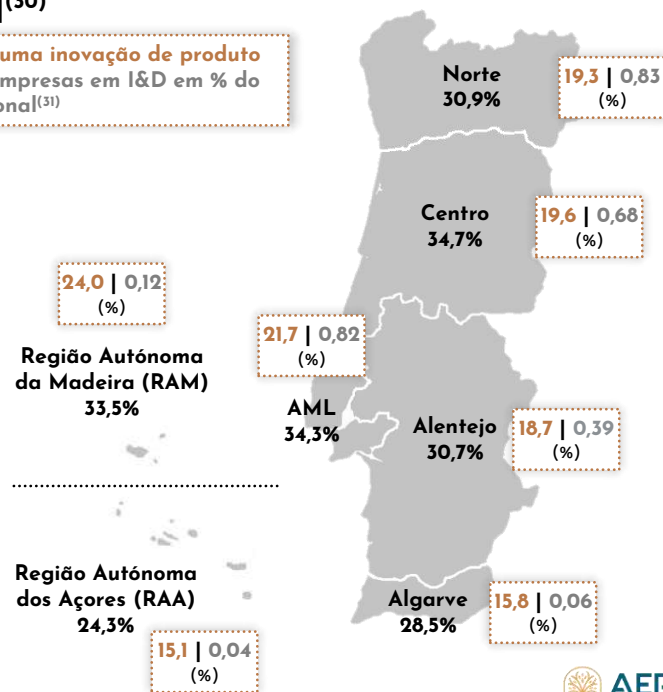 (30)
uma inovação de produto
mpresas em I&D em % do
onal(31)
Norte
30,9%
19,3 | 0,83
(%)
Centro
34,7%
19,6 | 0,68
(%)
24,0 | 0,12
(%)
Região Autónoma
da Madeira (RAM)
33,5%
21,7 | 0,82
(%)
AML
34,3%
Alentejo
30,7%
18,7 | 0,39
(%)
Região Autónoma
dos Açores (RAA)
24,3%
15,1 | 0,04
(%)
Algarve
28,5%
15,8 | 0,06
(%)